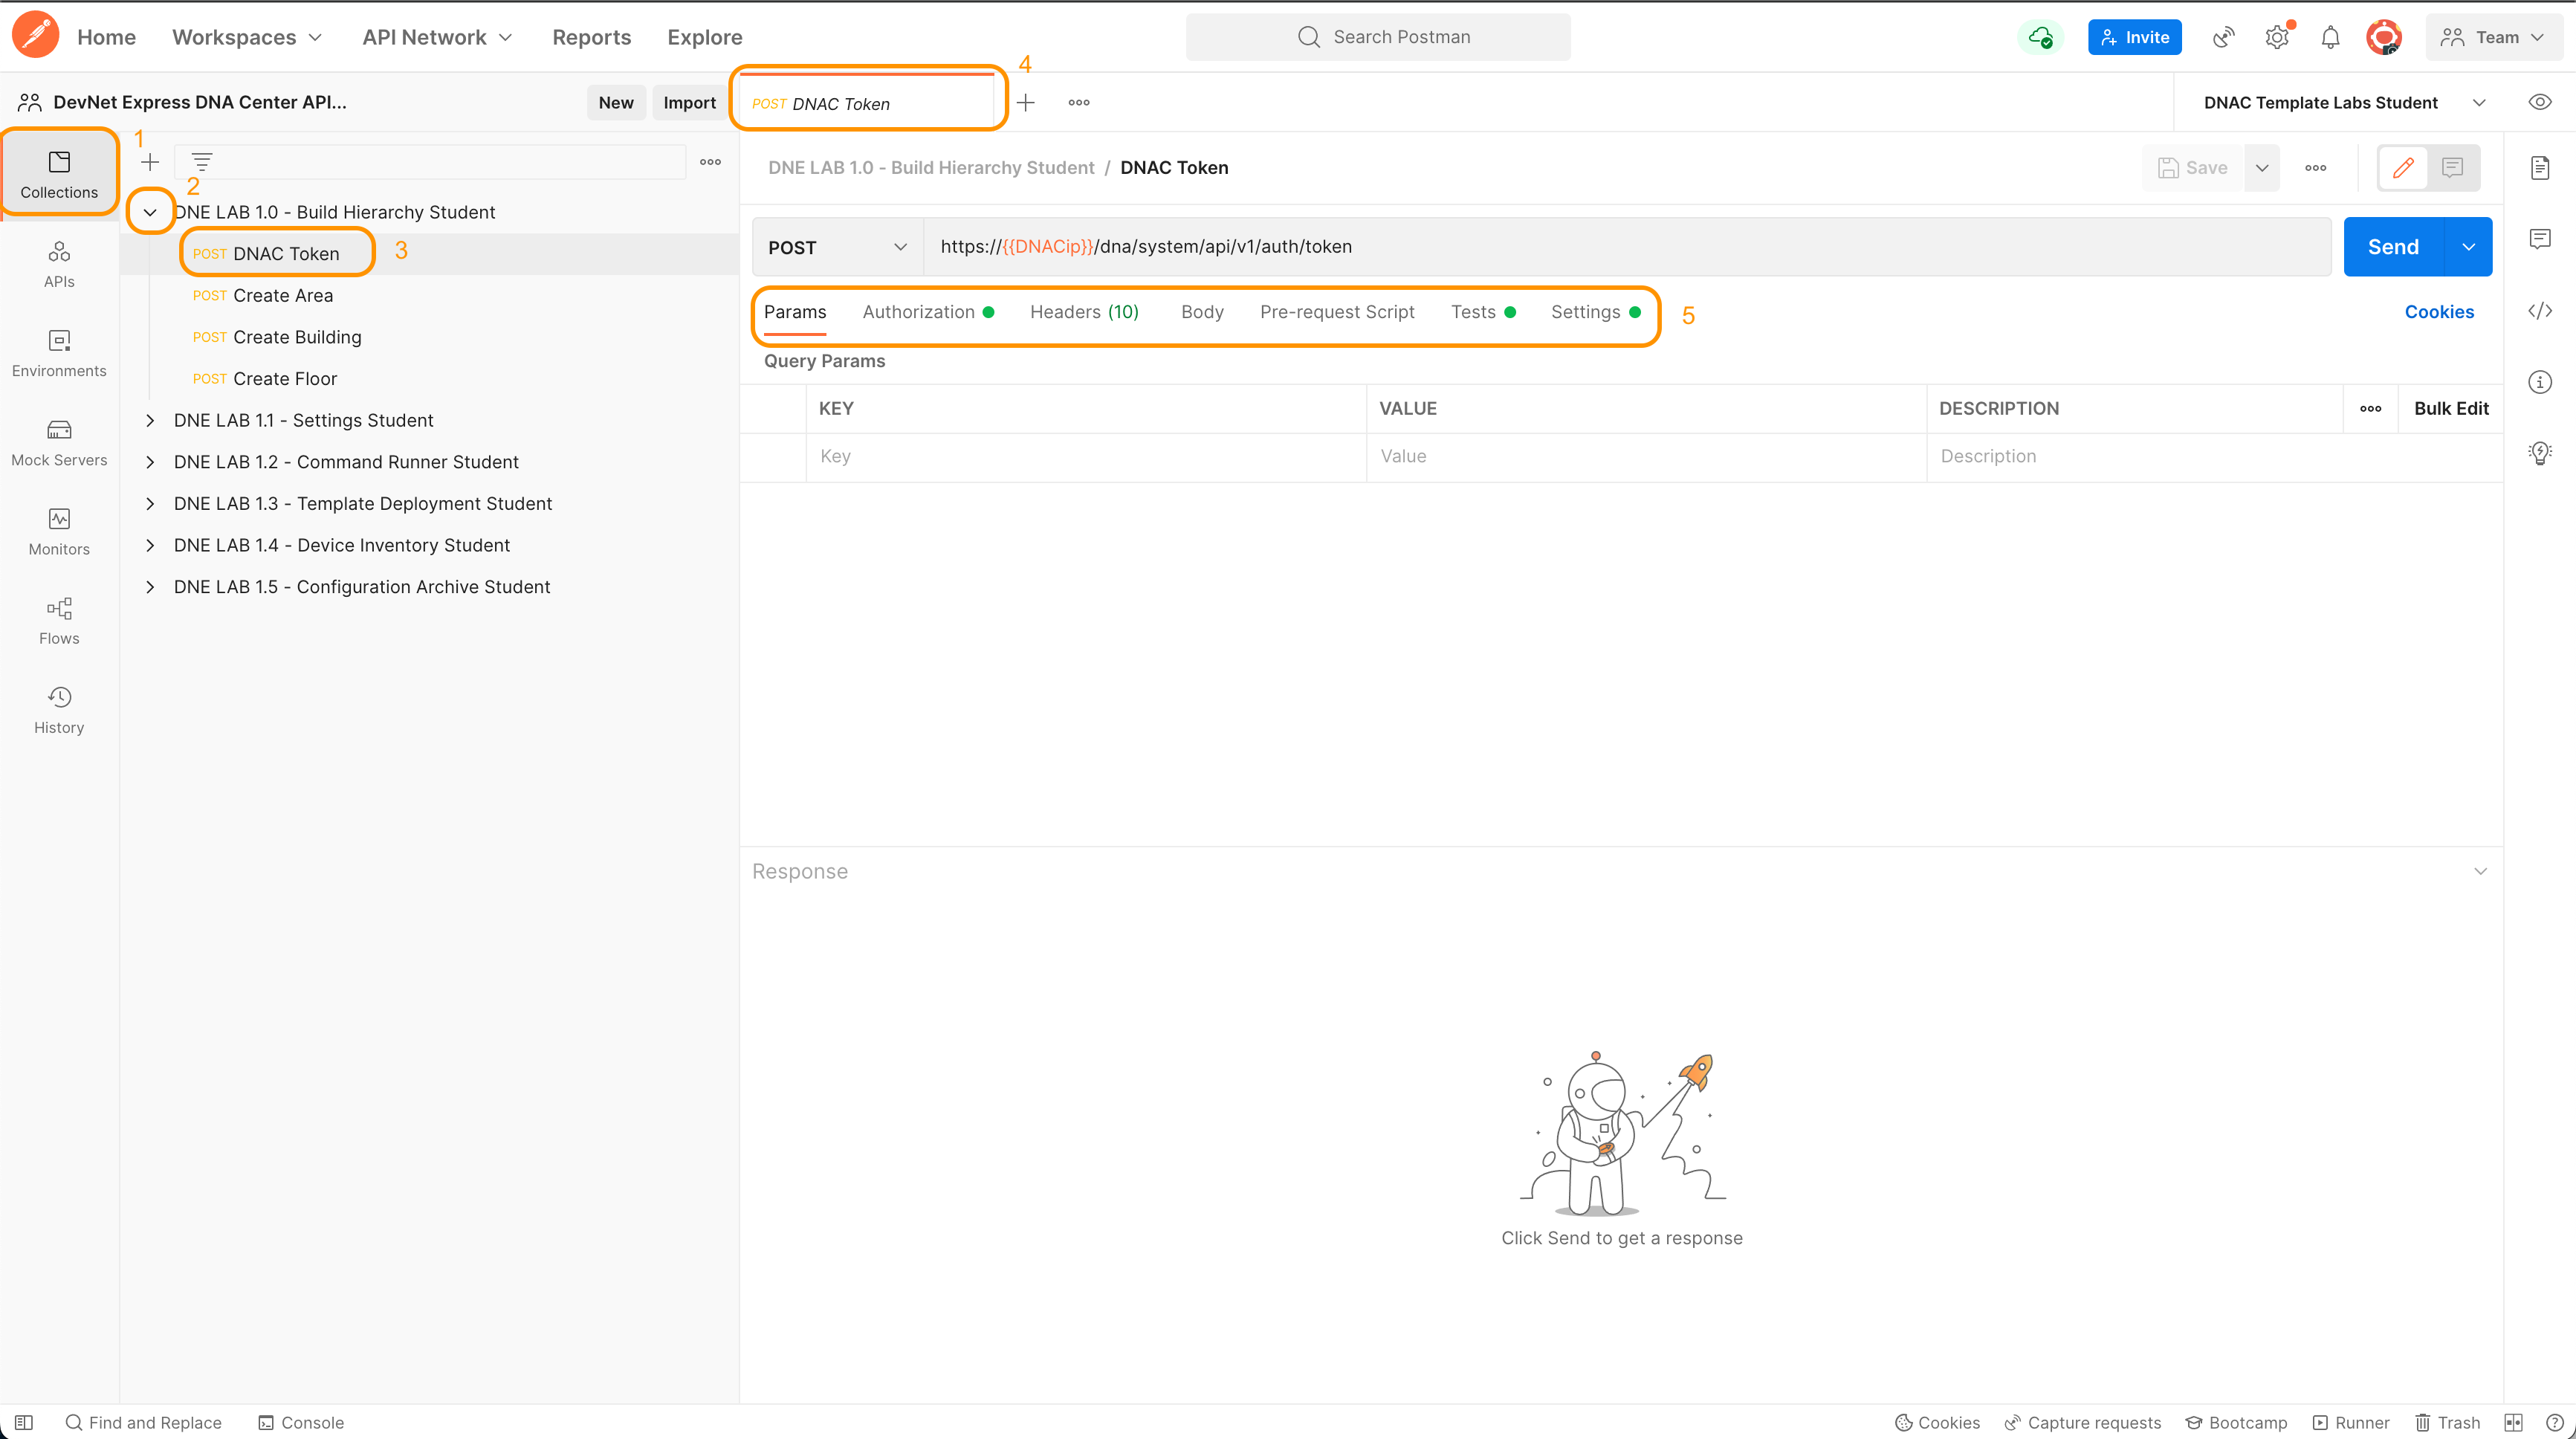 Home Workspaces API Network Reports Explore Search Postman Invite Team
DevNet Express DNA Center API... New Import POST DNAC Token 4 DNAC Template Labs Student
Collections
1
2
DNE LAB 1.0 - Build Hierarchy Student
POST DNAC Token 3
POST Create Area
POST Create Building
POST Create Floor
DNE LAB 1.1 - Settings Student
DNE LAB 1.2 - Command Runner Student
DNE LAB 1.3 - Template Deployment Student
DNE LAB 1.4 - Device Inventory Student
DNE LAB 1.5 - Configuration Archive Student
APIs
Environments
Mock Servers
Monitors
Flows
History
DNE LAB 1.0 - Build Hierarchy Student / DNAC Token Save
POST https://{{DNACip}}/dna/system/api/v1/auth/token Send
Params Authorization Headers (10) Body Pre-request Script Tests Settings 5 Cookies
Query Params
KEY VALUE DESCRIPTION Bulk Edit
Key Value Description
Response
Click Send to get a response
Find and Replace Console Cookies Capture requests Bootcamp Runner Trash